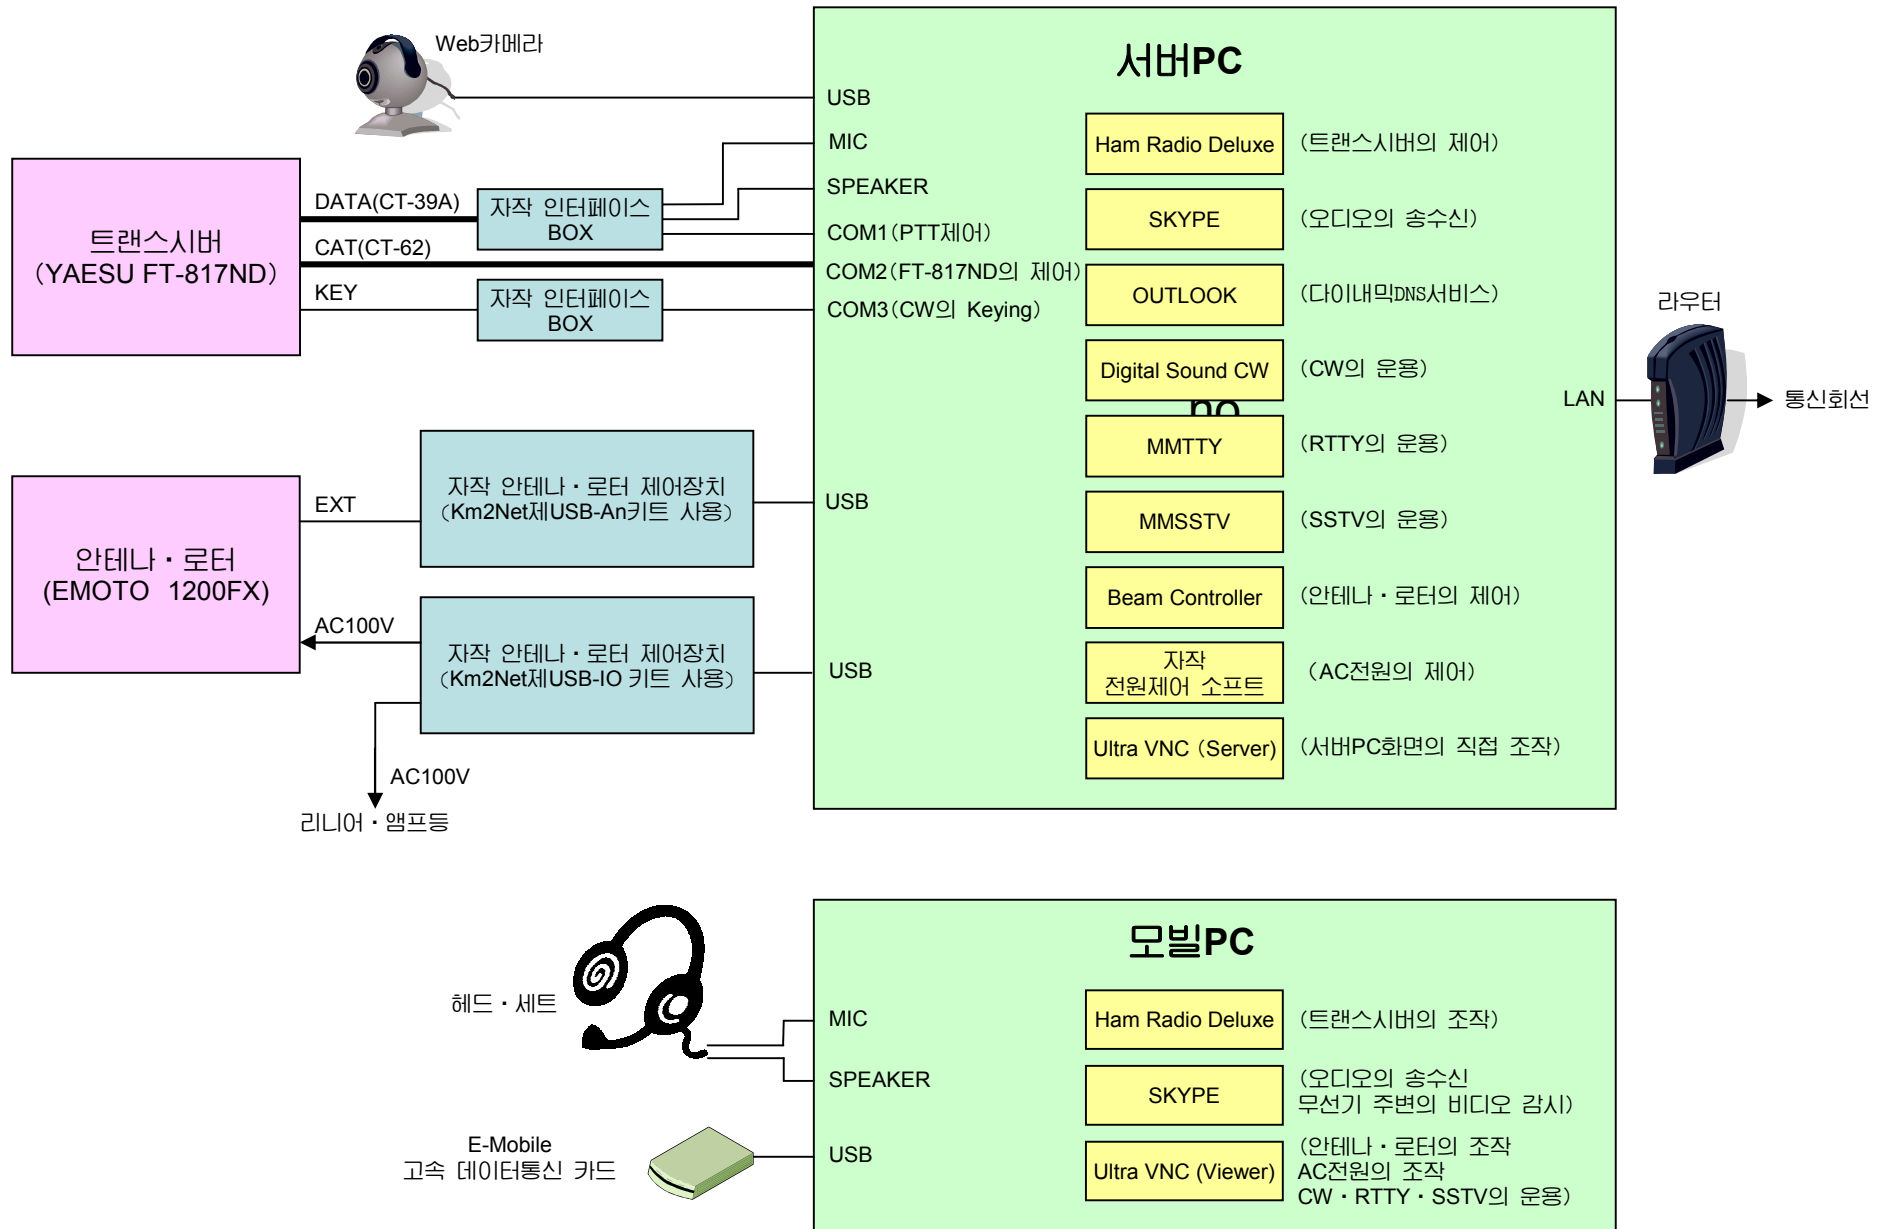 Web카메라
서버PC
USB
MIC
Ham Radio Deluxe
(트랜스시버의 제어)
SPEAKER
DATA(CT-39A)
자작 인터페이스
BOX
SKYPE
(오디오의 송수신)
트랜스시버
(YAESU FT-817ND)
COM1(PTT제어)
CAT(CT-62)
COM2(FT-817ND의 제어)
KEY
자작 인터페이스
BOX
COM3(CW의 Keying)
OUTLOOK
(다이내믹DNS서비스)
라우터
Digital Sound CW
(CW의 운용)
LAN
통신회선
no
MMTTY
(RTTY의 운용)
EXT
자작 안테나・로터 제어장치
(Km2Net제USB-An키트 사용)
USB
MMSSTV
(SSTV의 운용)
안테나・로터
(EMOTO 1200FX)
Beam Controller
(안테나・로터의 제어)
AC100V
자작 안테나・로터 제어장치
(Km2Net제USB-IO 키트 사용)
USB
자작
전원제어 소프트
(AC전원의 제어)
Ultra VNC (Server)
(서버PC화면의 직접 조작)
AC100V
리니어・앰프등
모빌PC
헤드・세트
MIC
Ham Radio Deluxe
(트랜스시버의 조작)
SPEAKER
SKYPE
(오디오의 송수신
무선기 주변의 비디오 감시)
E-Mobile
고속 데이터통신 카드
USB
Ultra VNC (Viewer)
(안테나・로터의 조작
AC전원의 조작
CW・RTTY・SSTV의 운용)